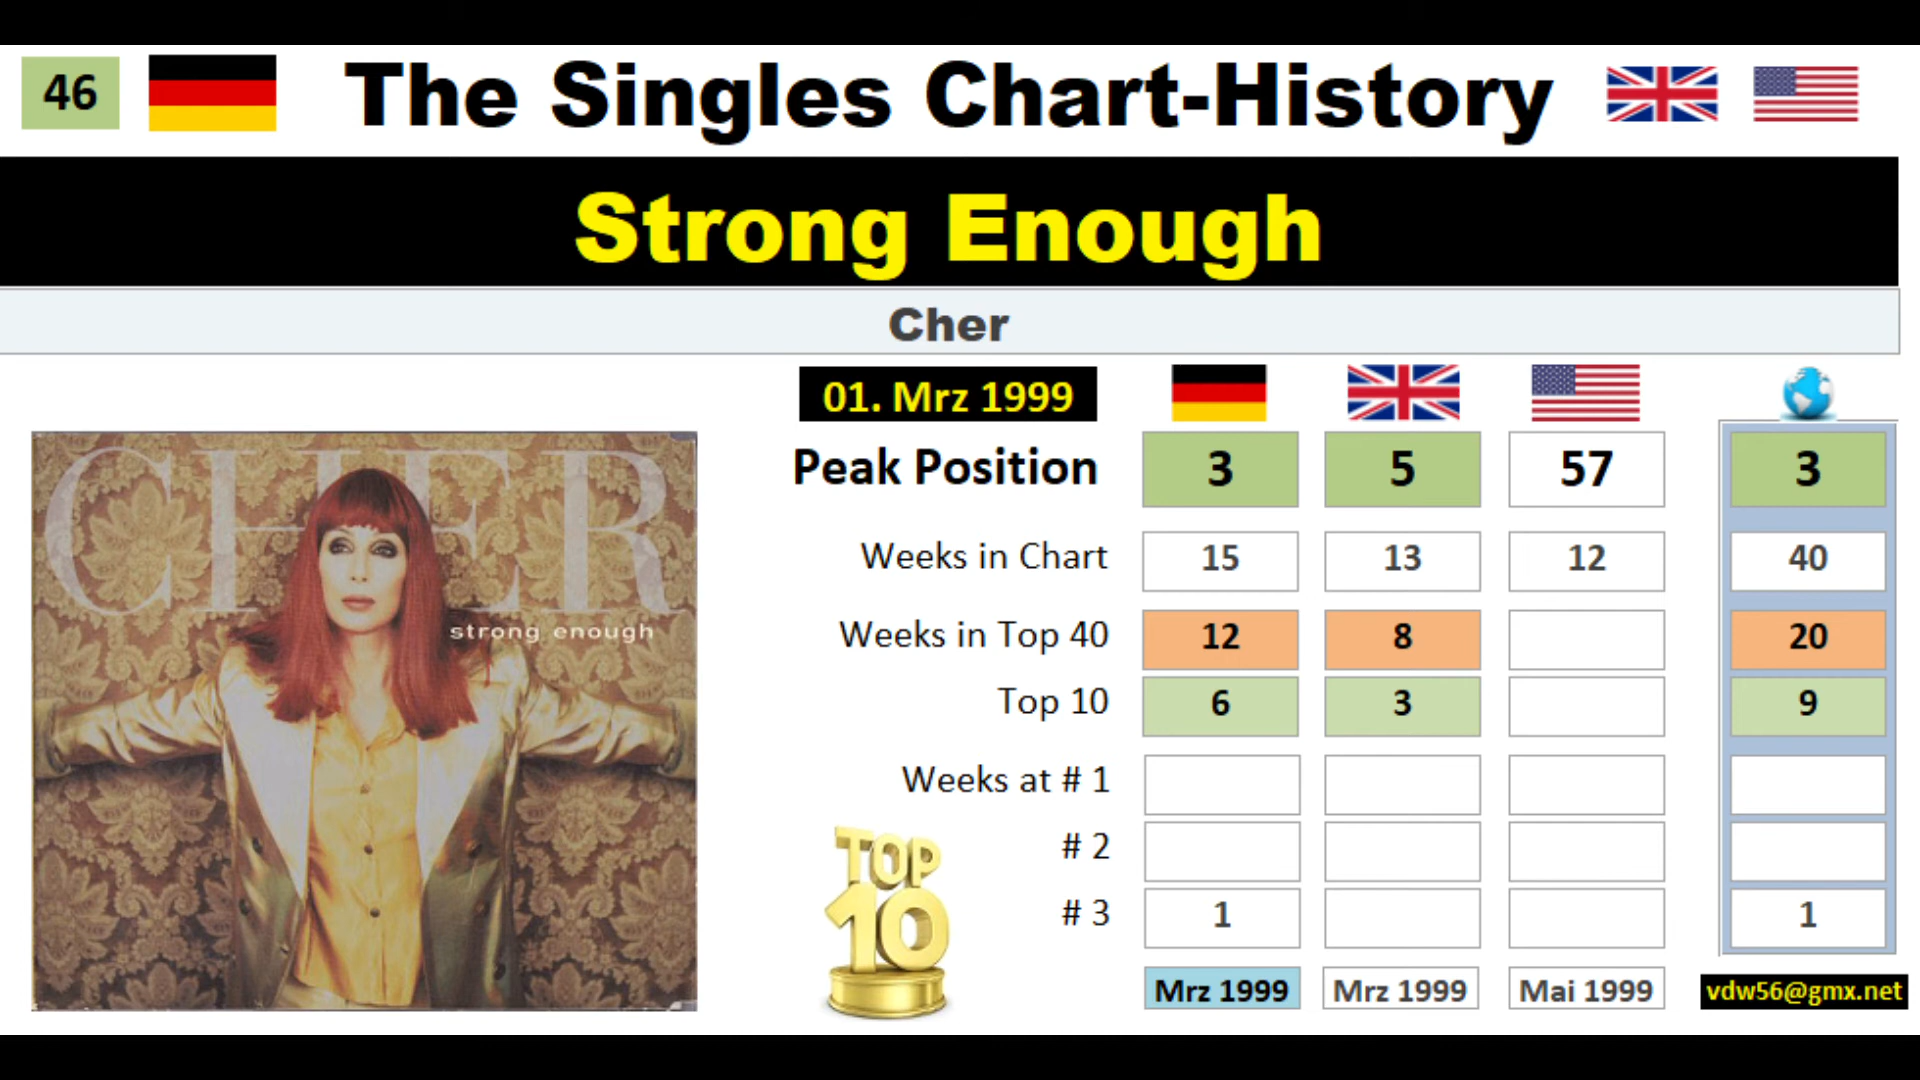 46 The Singles Chart-History
Strong Enough
Cher
01. Mrz 1999
CHER
strong enough
Peak Position 3 5 57 3
Weeks in Chart 15 13 12 40
Weeks in Top 40 12 8 20
Top 10 6 3 9
Weeks at # 1
# 2
# 3 1 1
TOP
10
Mrz 1999 Mrz 1999 Mai 1999 vdw56@gmx.net